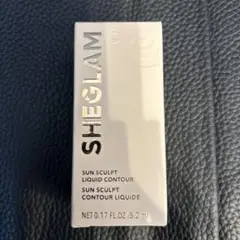 SHEGLAM
SUN SCULPT
LIQUID CONTOUR
SUN SCULPT
CONTOUR LIQUIDE
NET 0.17 FL.OZ /5.2 ml